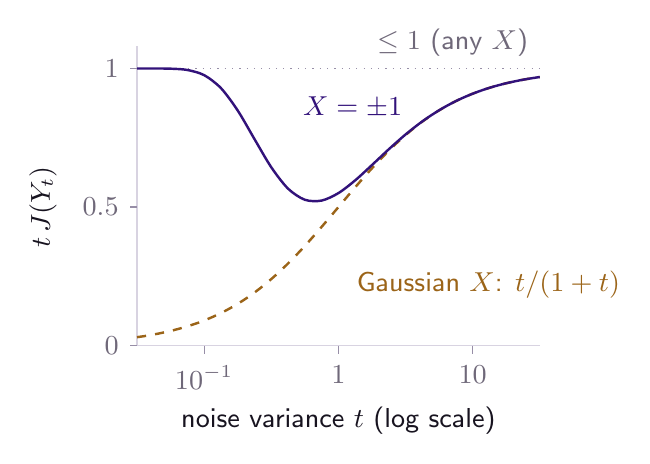 ≤ 1 (any X)
1
X = ±1
t J(Y_t)
0.5
Gaussian X: t/(1 + t)
0
10^{-1}
1
10
noise variance t (log scale)